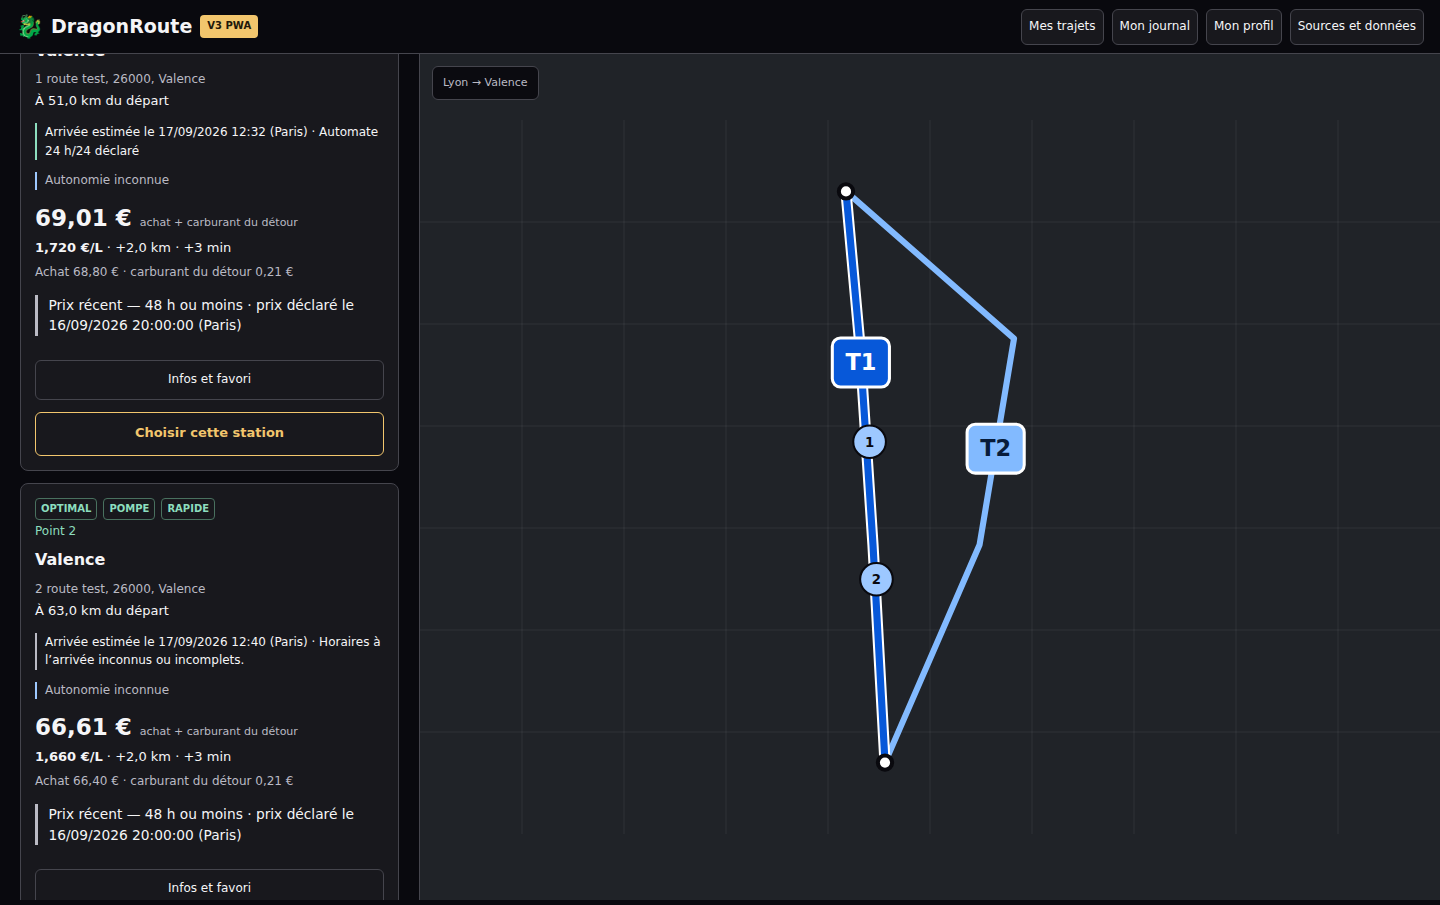 🐉 DragonRoute V3 PWA
Mes trajets
Mon journal
Mon profil
Sources et données
Valence
1 route test, 26000, Valence
À 51,0 km du départ
Arrivée estimée le 17/09/2026 12:32 (Paris) · Automate
24 h/24 déclaré
Autonomie inconnue
69,01 € achat + carburant du détour
1,720 €/L · +2,0 km · +3 min
Achat 68,80 € · carburant du détour 0,21 €
Prix récent — 48 h ou moins · prix déclaré le
16/09/2026 20:00:00 (Paris)
Infos et favori
Choisir cette station
OPTIMAL POMPE RAPIDE
Point 2
Valence
2 route test, 26000, Valence
À 63,0 km du départ
Arrivée estimée le 17/09/2026 12:40 (Paris) · Horaires à
l’arrivée inconnus ou incomplets.
Autonomie inconnue
66,61 € achat + carburant du détour
1,660 €/L · +2,0 km · +3 min
Achat 66,40 € · carburant du détour 0,21 €
Prix récent — 48 h ou moins · prix déclaré le
16/09/2026 20:00:00 (Paris)
Infos et favori
Lyon → Valence
T1
1
T2
2